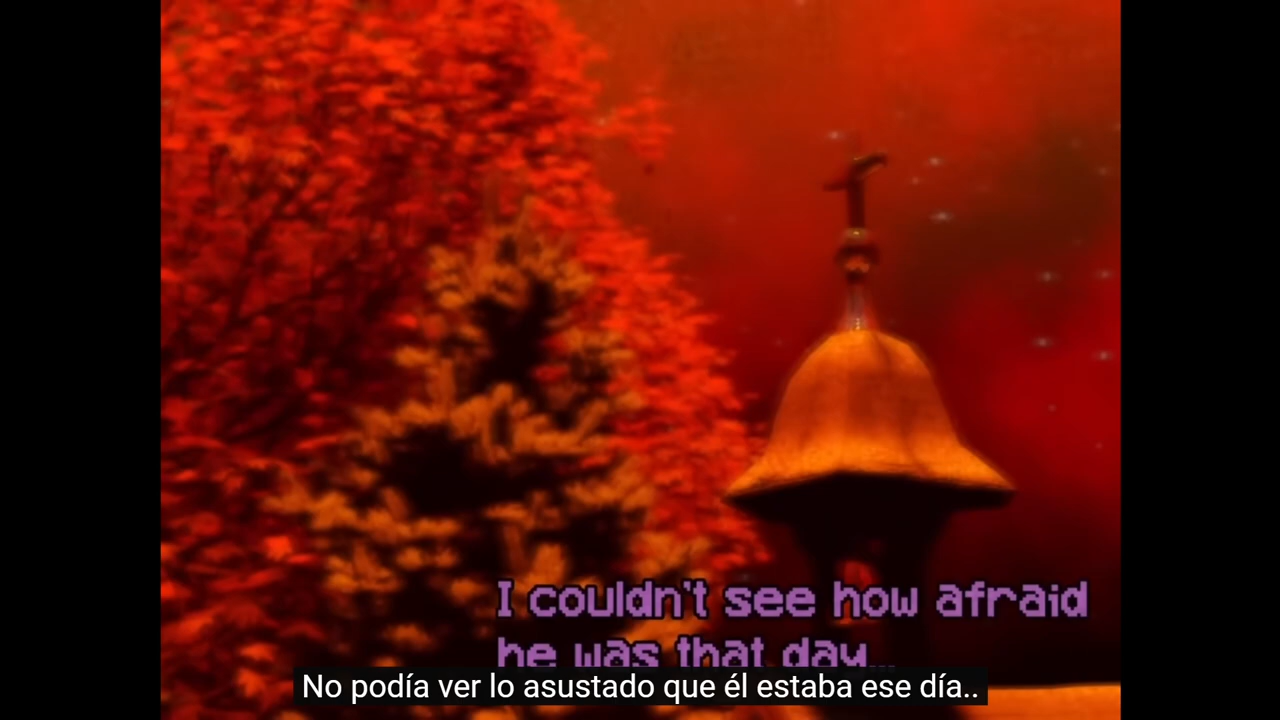 I couldn't see how afraid
he was that day...
No podía ver lo asustado que él estaba ese día..